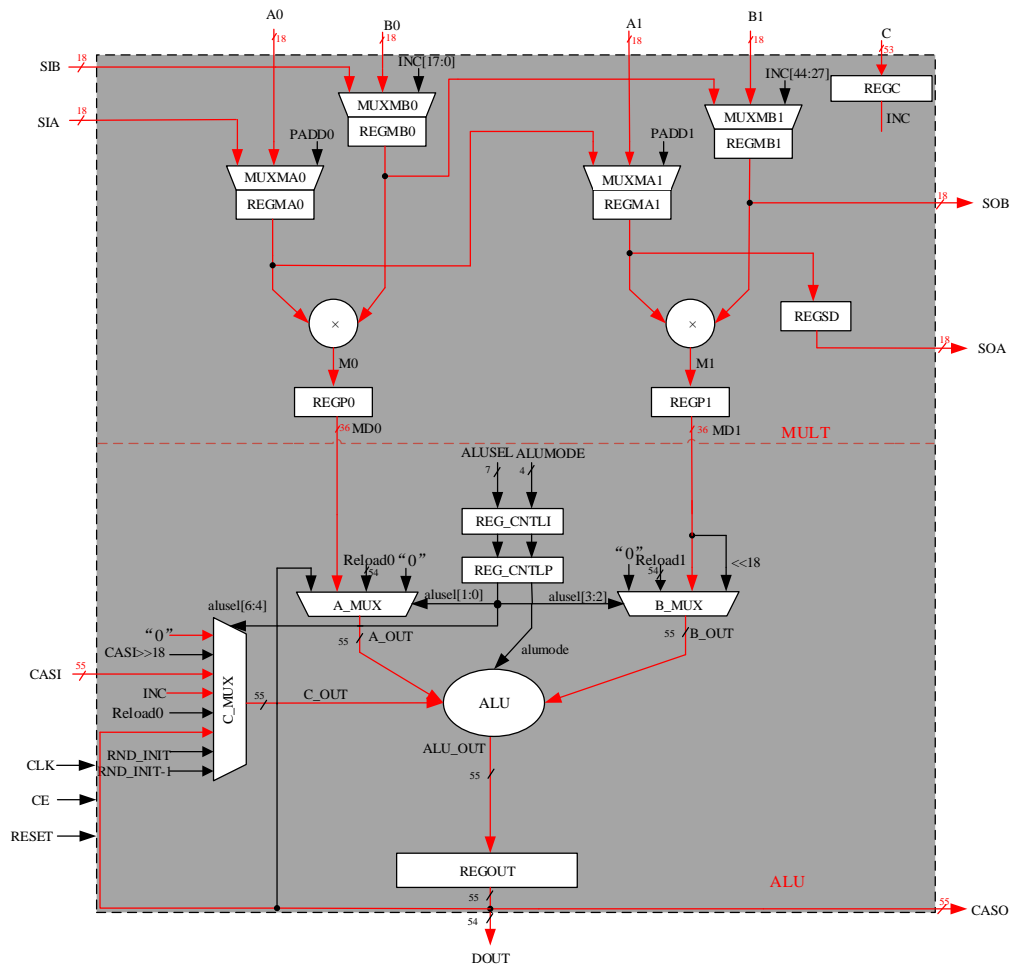 A0 B0 A1 B1 C
18 18 18 18 53
SIB 18 INC[17:0] INC[44:27] REGC
MUXMB0 MUXMB1
SIA 18 REGMB0 REGMB1 INC
PADD0 PADD1
MUXMA0 MUXMA1
REGMA0 REGMA1 18 SOB
× × REGSD
18 SOA
M0 M1
REGP0 REGP1
36 MD0 36 MD1 MULT
ALUSEL ALUMODE
7 4
REG_CNTLI
Reload0 “0” REG_CNTLP “0” Reload1 <<18
54 54
alusel[1:0] alusel[3:2]
A_MUX B_MUX
alusel[6:4]
“0” 55 A_OUT 55 B_OUT
CASI>>18 alumode
CASI 55
INC C_MUX 55 C_OUT ALU
Reload0
RND_INIT ALU_OUT
CLK RND_INIT-1 55
CE
RESET
REGOUT
ALU
55 55 CASO
54
DOUT